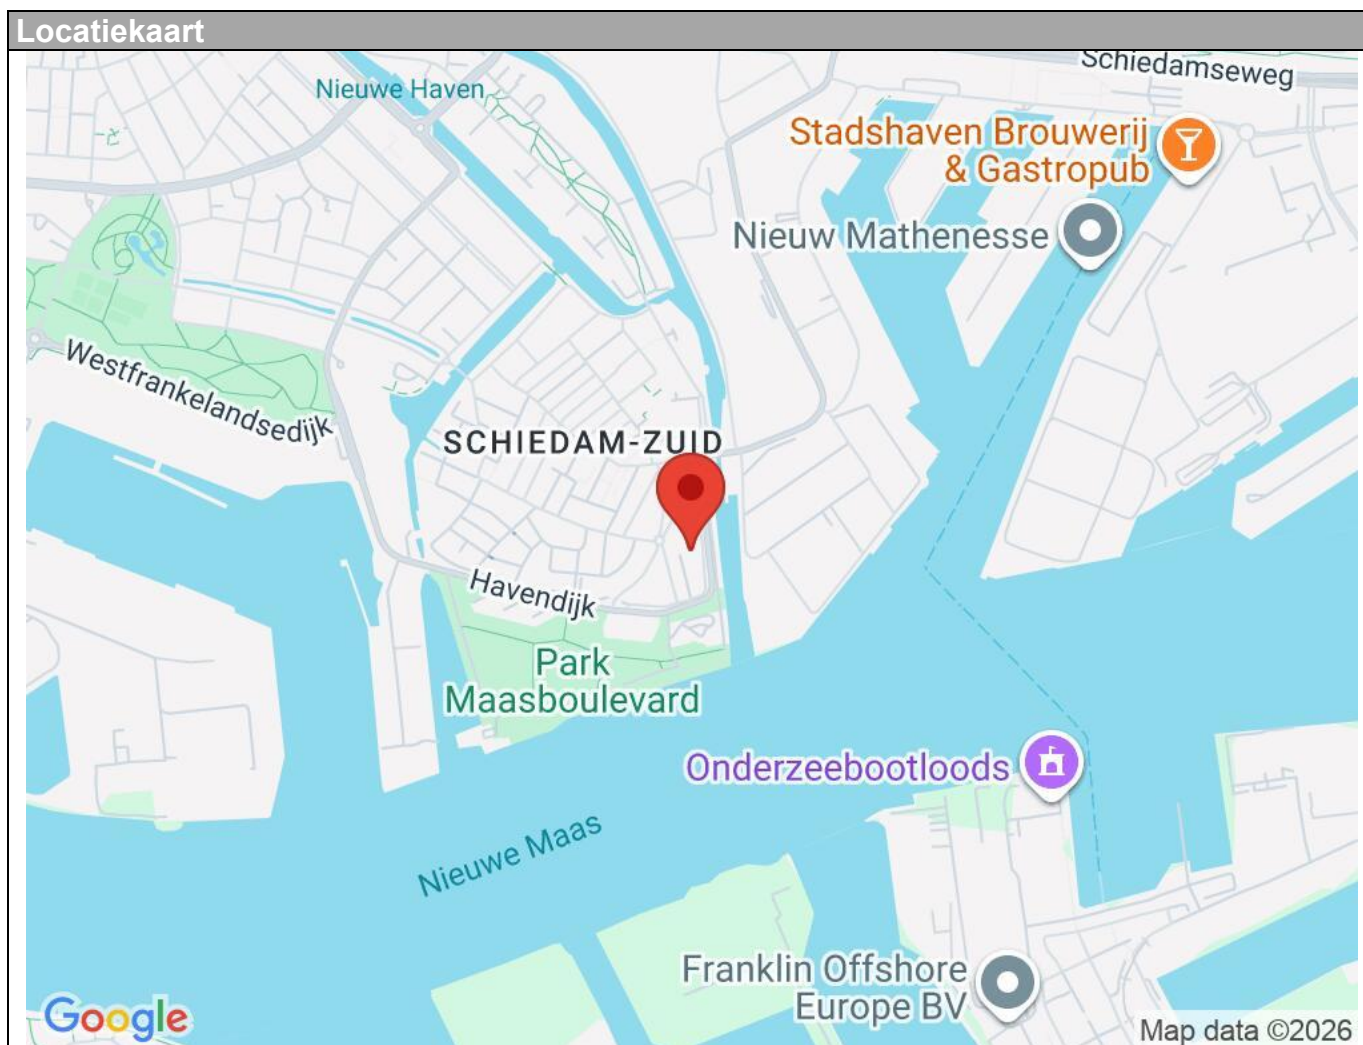 Locatiekaart
Schiedamseweg
Nieuwe Haven
Stadshaven Brouwerij
& Gastropub
Nieuw Mathenesse
Westfrankelandsedijk
SCHIEDAM-ZUID
Havendijk
Park
Maasboulevard
Onderzeebootloods
Nieuwe Maas
Franklin Offshore
Europe BV
Google
Map data ©2026